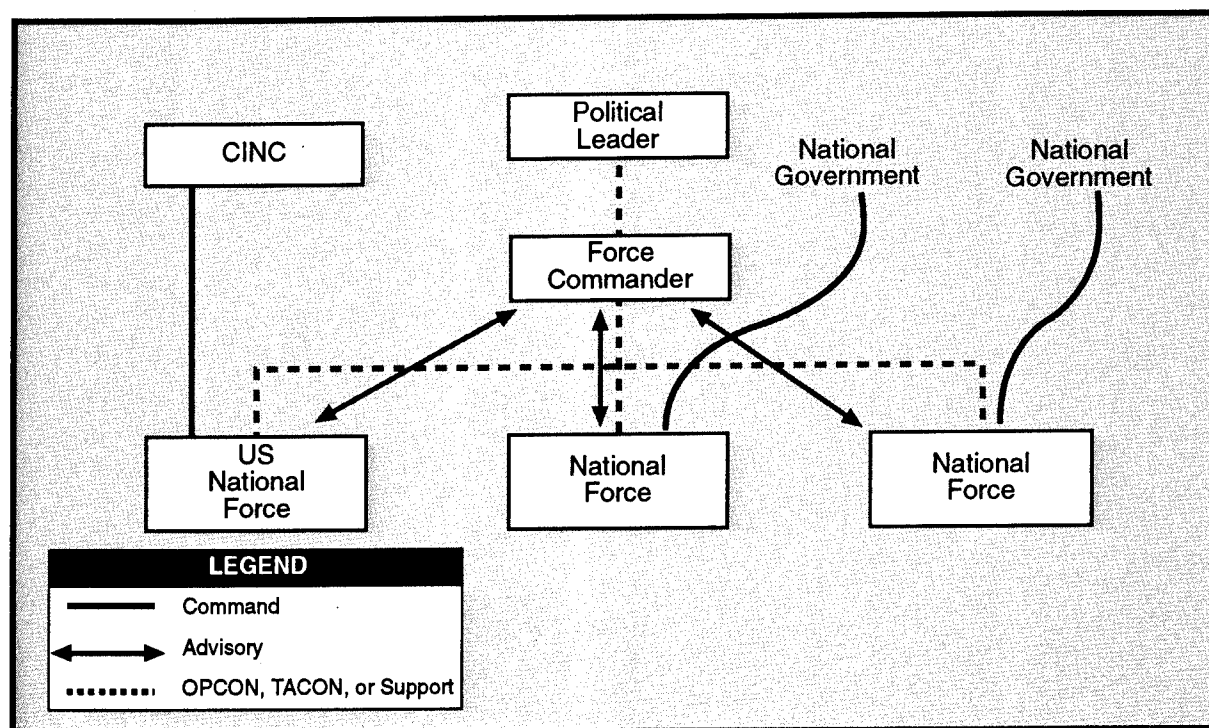 CINC
Political
Leader
National
Government
National
Government
Force
Commander
US
National
Force
National
Force
National
Force
LEGEND
Command
Advisory
OPCON, TACON, or Support